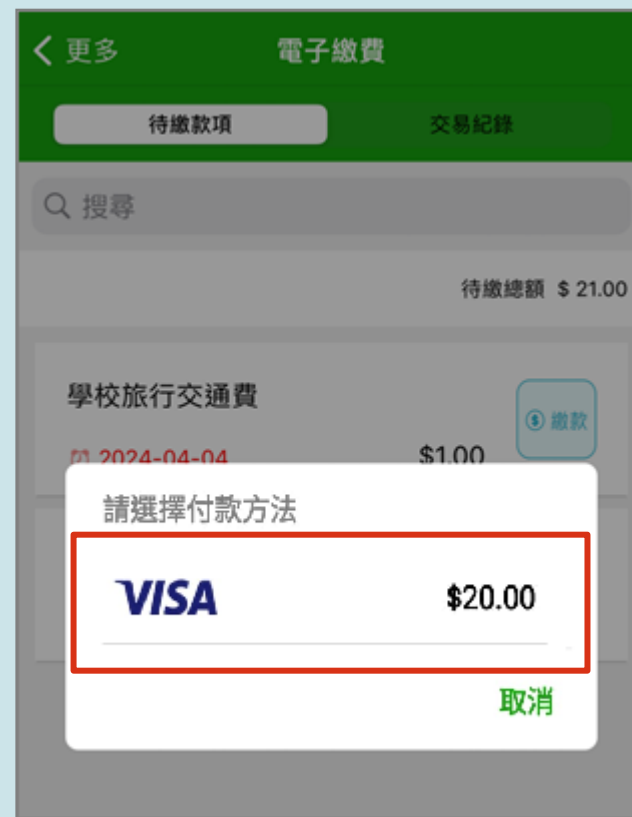 更多 電子繳費
待繳款項 交易紀錄
搜尋
待繳總額 $ 21.00
學校旅行交通費
繳款
2024-04-04 $1.00
請選擇付款方法
VISA $20.00
取消